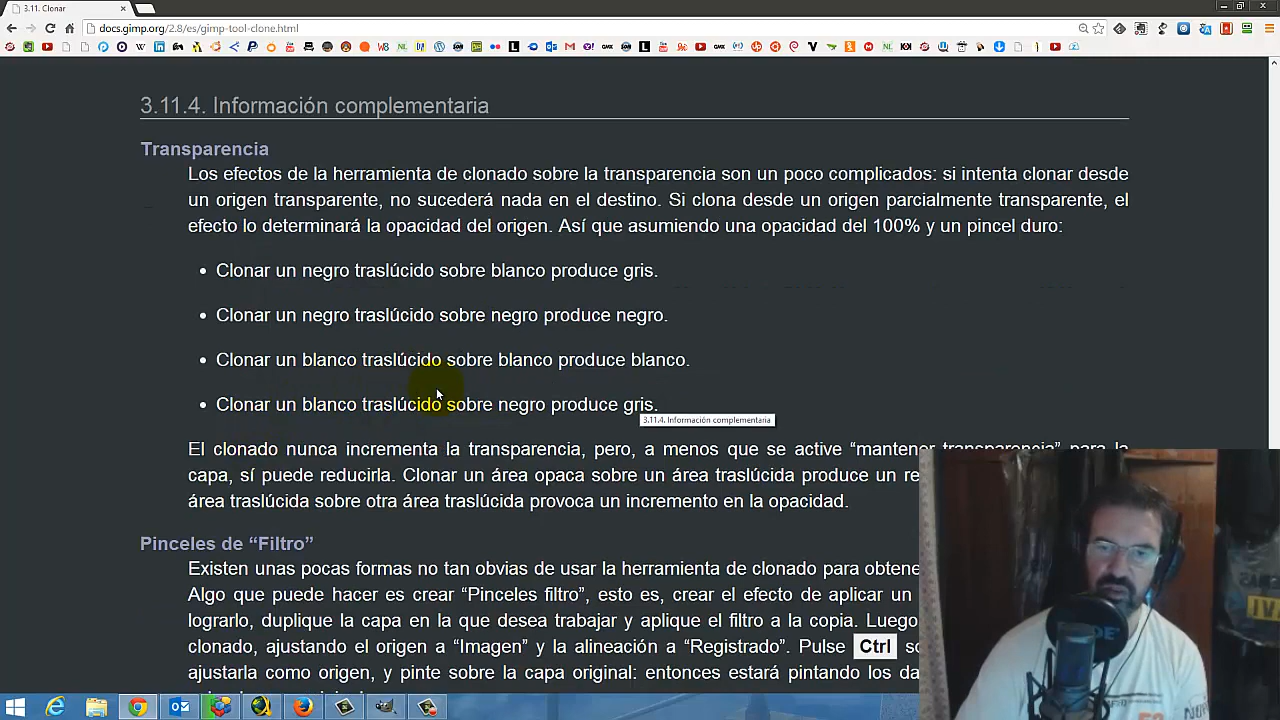 3.11. Clonar
docs.gimp.org/2.8/es/gimp-tool-clone.html
3.11.4. Información complementaria
Transparencia
Los efectos de la herramienta de clonado sobre la transparencia son un poco complicados: si intenta clonar desde
un origen transparente, no sucederá nada en el destino. Si clona desde un origen parcialmente transparente, el
efecto lo determinará la opacidad del origen. Así que asumiendo una opacidad del 100% y un pincel duro:
• Clonar un negro traslúcido sobre blanco produce gris.
• Clonar un negro traslúcido sobre negro produce negro.
• Clonar un blanco traslúcido sobre blanco produce blanco.
• Clonar un blanco traslúcido sobre negro produce gris.
3.11.4. Información complementaria
El clonado nunca incrementa la transparencia, pero, a menos que se active “mantener transparencia” para la
capa, sí puede reducirla. Clonar un área opaca sobre un área traslúcida produce un re
área traslúcida sobre otra área traslúcida provoca un incremento en la opacidad.
Pinceles de “Filtro”
Existen unas pocas formas no tan obvias de usar la herramienta de clonado para obtene
Algo que puede hacer es crear “Pinceles filtro”, esto es, crear el efecto de aplicar un
lograrlo, duplique la capa en la que desea trabajar y aplique el filtro a la copia. Luego
clonado, ajustando el origen a “Imagen” y la alineación a “Registrado”. Pulse Ctrl so
ajustarla como origen, y pinte sobre la capa original: entonces estará pintando los da